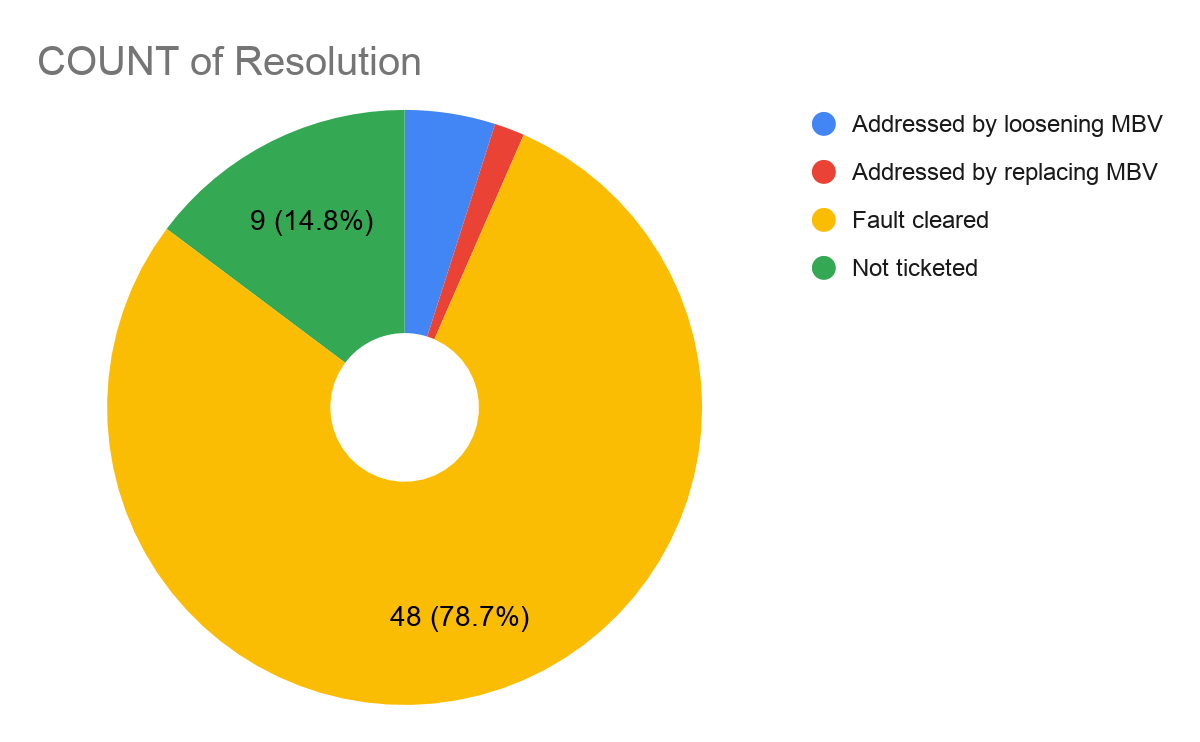 COUNT of Resolution
Addressed by loosening MBV
Addressed by replacing MBV
Fault cleared
Not ticketed
9 (14.8%)
48 (78.7%)